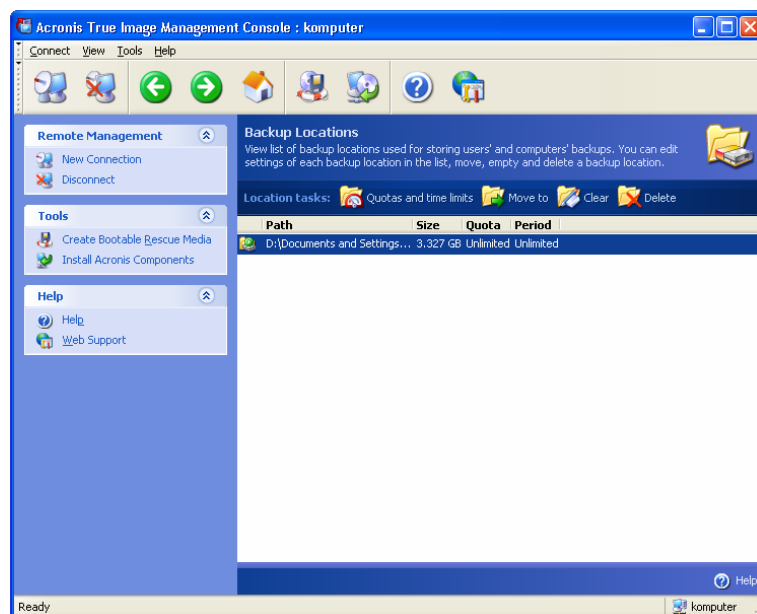 Acronis True Image Management Console : komputer
Connect View Tools Help
Remote Management
New Connection
Disconnect
Tools
Create Bootable Rescue Media
Install Acronis Components
Help
Help
Web Support
Backup Locations
View list of backup locations used for storing users' and computers' backups. You can edit
settings of each backup location in the list, move, empty and delete a backup location.
Location tasks: Quotas and time limits Move to Clear Delete
Path Size Quota Period
D:\Documents and Settings... 3.327 GB Unlimited Unlimited
Help
Ready komputer